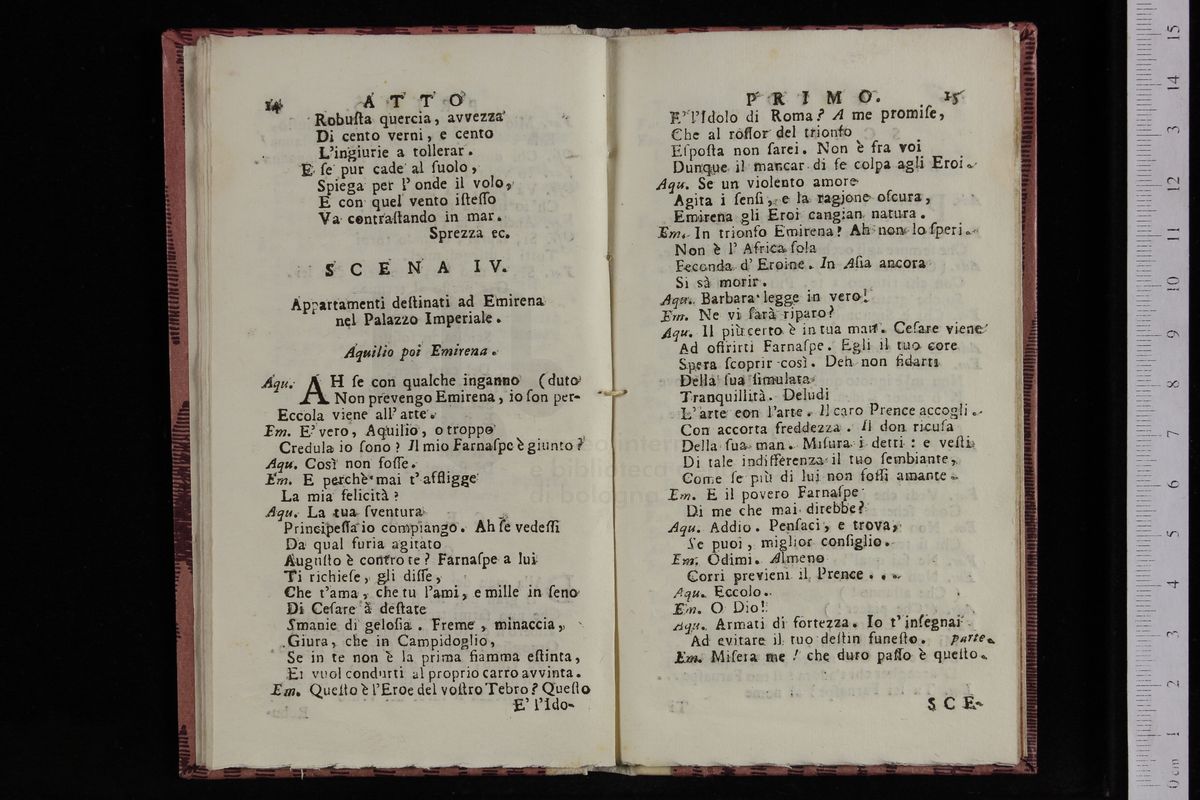 14 ATTO
Robuſta quercia, avvezza
Di cento verni, e cento
L'ingiurie a tollerar.
E ſe pur cade al ſuolo,
Spiega per l'onde il volo,
E con quel vento iſteſſo
Va contraſtando in mar.
Sprezza ec.
SCENA IV.
Appartamenti deſtinati ad Emirena
nel Palazzo Imperiale.
Aquilio poi Emirena.
Aqu. AH ſe con qualche inganno (duto
Non prevengo Emirena, io ſon per-
Eccola viene all'arte.
Em. E' vero, Aquilio, o troppo
Credula io ſono? Il mio Farnaſpe è giunto?
Aqu. Così non foſſe.
Em. E perchè mai t'affligge
La mia felicità?
Aqu. La tua ſventura
Principeſſa io compiango. Ah ſe vedeſſi
Da qual furia agitato
Auguſto è contro te? Farnaſpe a lui
Ti richieſe, gli diſſe,
Che t'ama, che tu l'ami, e mille in ſeno
Di Ceſare à deſtate
Smanie di geloſia. Freme, minaccia,
Giura, che in Campidoglio,
Se in te non è la prima fiamma eſtinta,
Ei vuol condurti al proprio carro avvinta.
Em. Queſto è l'Eroe del voſtro Tebro? Queſto
E' l'Ido-
PRIMO. 15
E' l'Idolo di Roma? A me promiſe,
Che al roſſor del trionfo
Eſpoſta non ſarei. Non è fra voi
Dunque il mancar di fe colpa agli Eroi.
Aqu. Se un violento amore
Agita i ſenſi, e la ragione oſcura,
Emirena gli Eroi cangian natura.
Em. In trionfo Emirena? Ah non lo ſperi.
Non è l'Africa ſola
Feconda d'Eroine. In Aſia ancora
Si sà morir.
Aqu. Barbara legge in vero!
Em. Ne vi ſarà riparo?
Aqu. Il più certo è in tua man. Ceſare viene
Ad offrirti Farnaſpe. Egli il tuo core
Spera ſcoprir così. Deh non fidarti
Della ſua ſimulata
Tranquillità. Deludi
L'arte con l'arte. Il caro Prence accogli
Con accorta freddezza. Il don ricuſa
Della ſua man. Miſura i detti: e veſti
Di tale indifferenza il tuo ſembiante,
Come ſe più di lui non foſſi amante.
Em. E il povero Farnaſpe
Di me che mai direbbe?
Aqu. Addio. Penſaci, e trova,
Se puoi, miglior conſiglio.
Em. Odimi. Almeno
Corri previeni il Prence...
Aqu. Eccolo.
Em. O Dio!
Aqu. Armati di fortezza. Io t'inſegnai
Ad evitare il tuo deſtin funeſto. parte.
Em. Miſera me! che duro paſſo è queſto.
SCE-